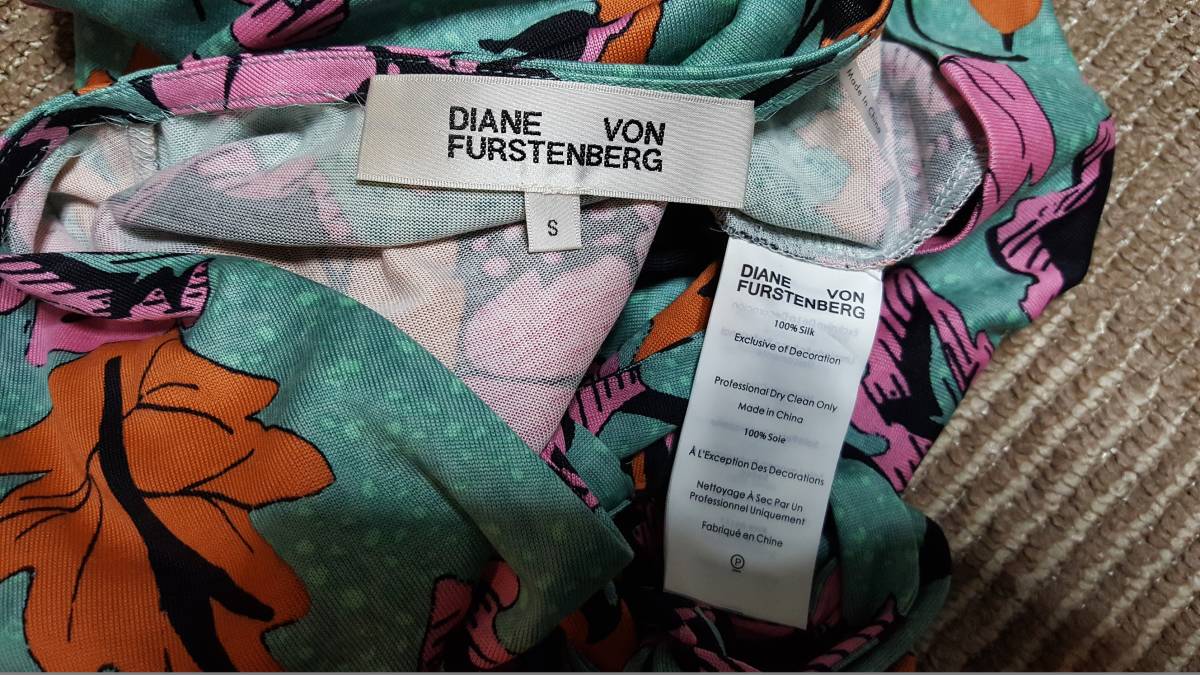 DIANE VON
FURSTENBERG
S
Made In China
DIANE VON
FURSTENBERG
100% Silk
Exclusive of Decoration
Professional Dry Clean Only
Made in China
100% Soie
À L'Exception Des Decorations
Nettoyage À Sec Par Un
Professionnel Uniquement
Fabriqué en Chine
P